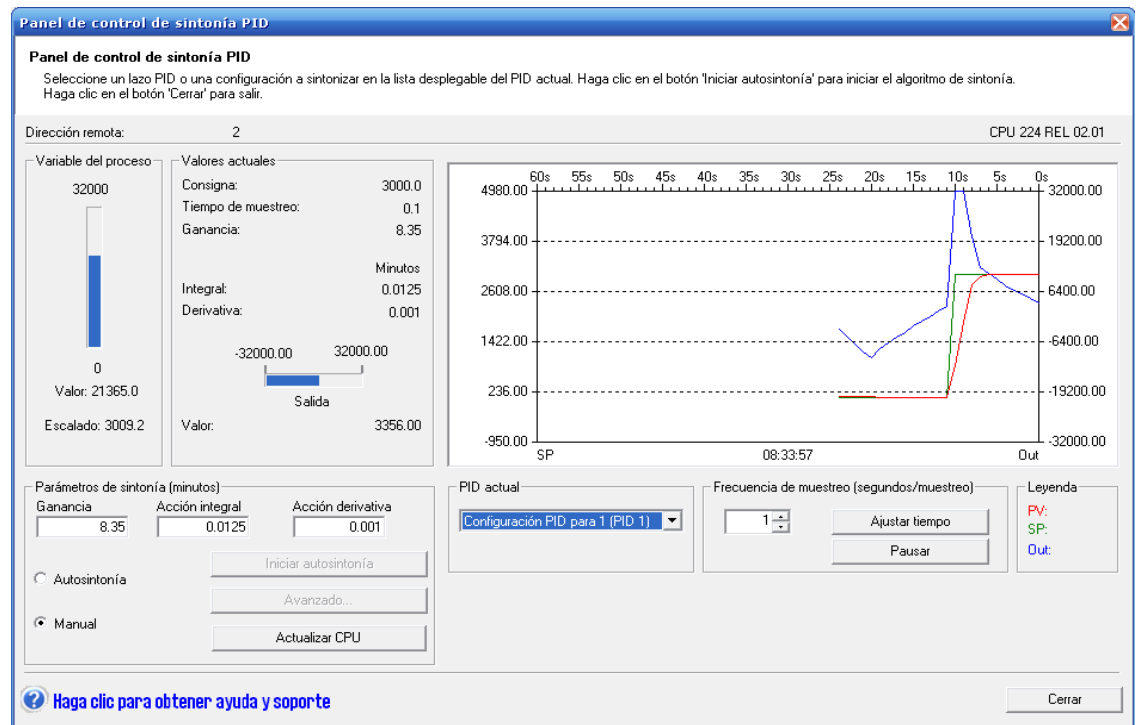 Panel de control de sintonía PID
Panel de control de sintonía PID
Seleccione un lazo PID o una configuración a sintonizar en la lista desplegable del PID actual. Haga clic en el botón 'Iniciar autosintonía' para iniciar el algoritmo de sintonía.
Haga clic en el botón 'Cerrar' para salir.
Dirección remota: 2 CPU 224 REL 02.01
Variable del proceso
32000
0
Valor: 21365.0
Escalado: 3009.2
Valores actuales
Consigna: 3000.0
Tiempo de muestreo: 0.1
Ganancia: 8.35
Minutos
Integral: 0.0125
Derivativa: 0.001
-32000.00 32000.00
Salida
Valor: 3356.00
60s 55s 50s 45s 40s 35s 30s 25s 20s 15s 10s 5s 0s
4980.00 32000.00
3794.00 19200.00
2608.00 6400.00
1422.00 -6400.00
236.00 -19200.00
-950.00 -32000.00
SP 08:33:57 Out
Parámetros de sintonía (minutos)
Ganancia Acción integral Acción derivativa
8.35 0.0125 0.001
Autosintonía
Manual
Iniciar autosintonía
Avanzado...
Actualizar CPU
PID actual
Configuración PID para 1 (PID 1)
Frecuencia de muestreo (segundos/muestreo)
1 Ajustar tiempo
Pausar
Leyenda
PV:
SP:
Out:
Haga clic para obtener ayuda y soporte
Cerrar